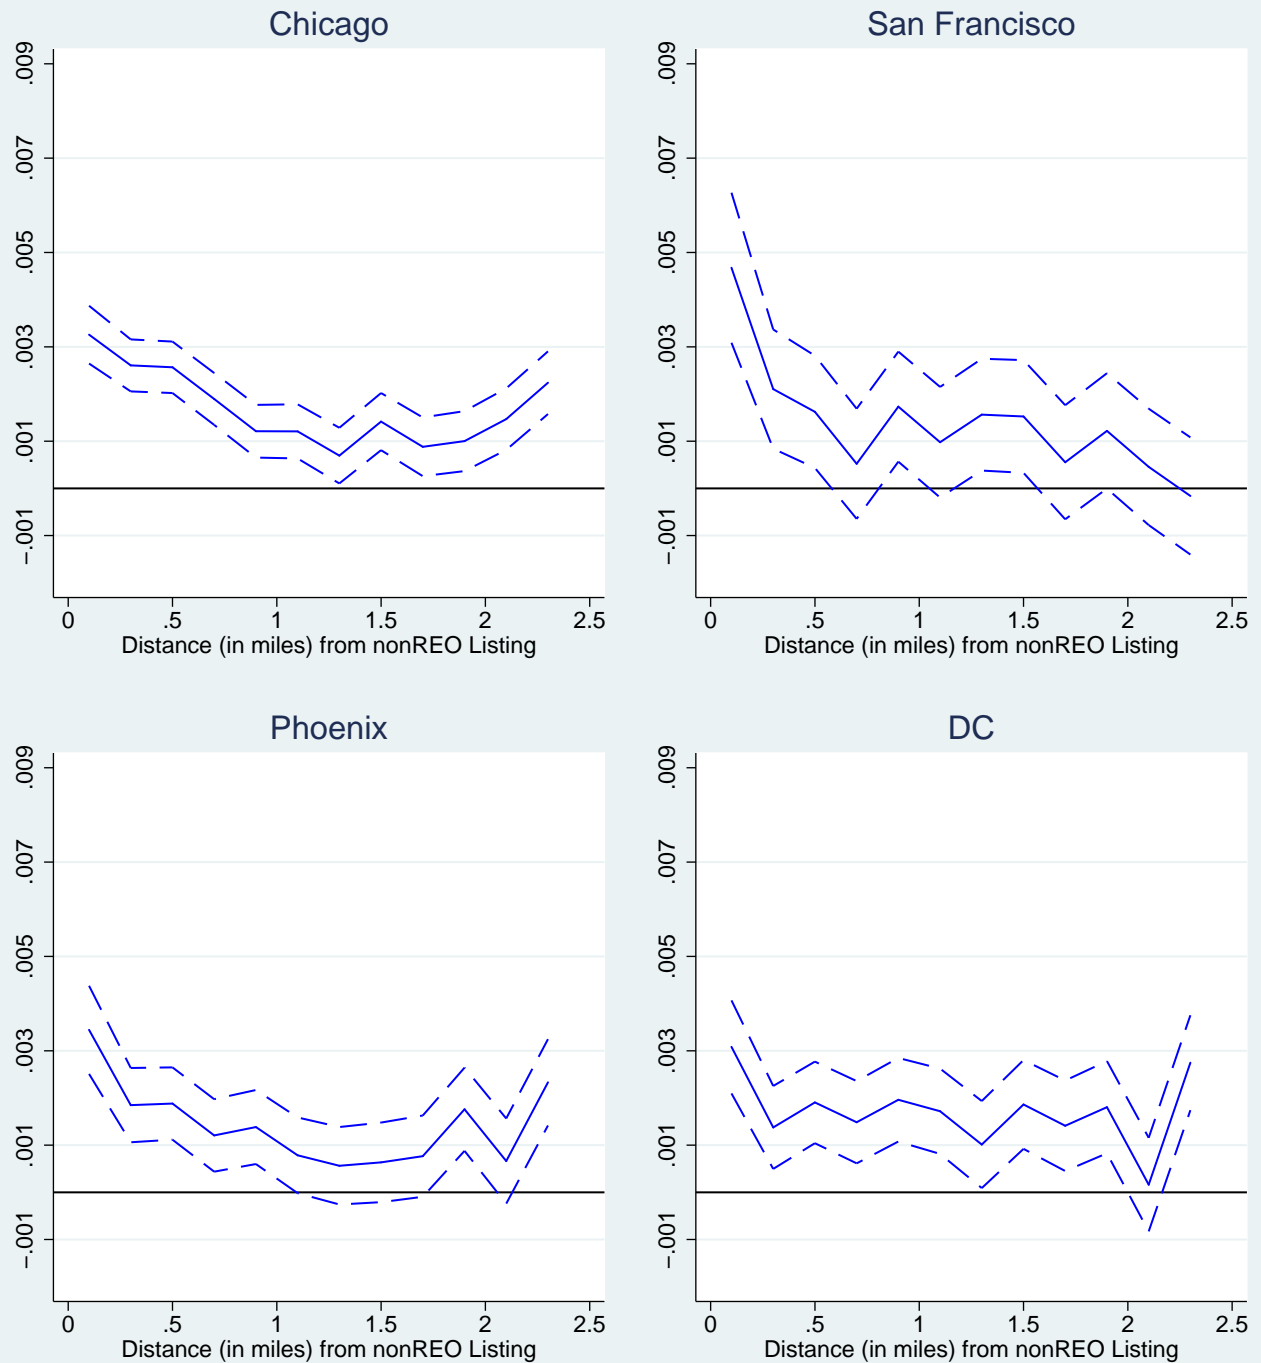 Chicago
.009
.007
.005
.003
.001
−.001
0 .5 1 1.5 2 2.5
Distance (in miles) from nonREO Listing
San Francisco
.009
.007
.005
.003
.001
−.001
0 .5 1 1.5 2 2.5
Distance (in miles) from nonREO Listing
Phoenix
.009
.007
.005
.003
.001
−.001
0 .5 1 1.5 2 2.5
Distance (in miles) from nonREO Listing
DC
.009
.007
.005
.003
.001
−.001
0 .5 1 1.5 2 2.5
Distance (in miles) from nonREO Listing